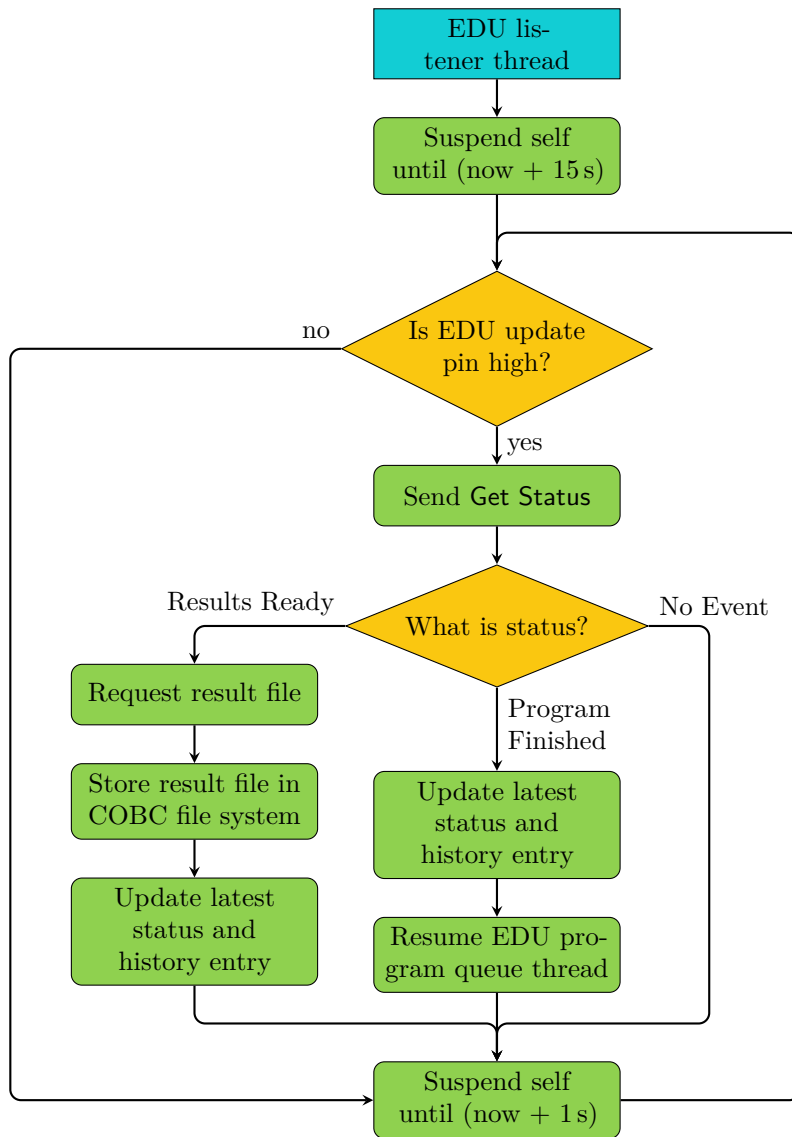 EDU lis-
tener thread
Suspend self
until (now + 15 s)
Is EDU update
pin high?
no
yes
Send Get Status
What is status?
Results Ready
No Event
Program
Finished
Request result file
Store result file in
COBC file system
Update latest
status and
history entry
Update latest
status and
history entry
Resume EDU pro-
gram queue thread
Suspend self
until (now + 1 s)